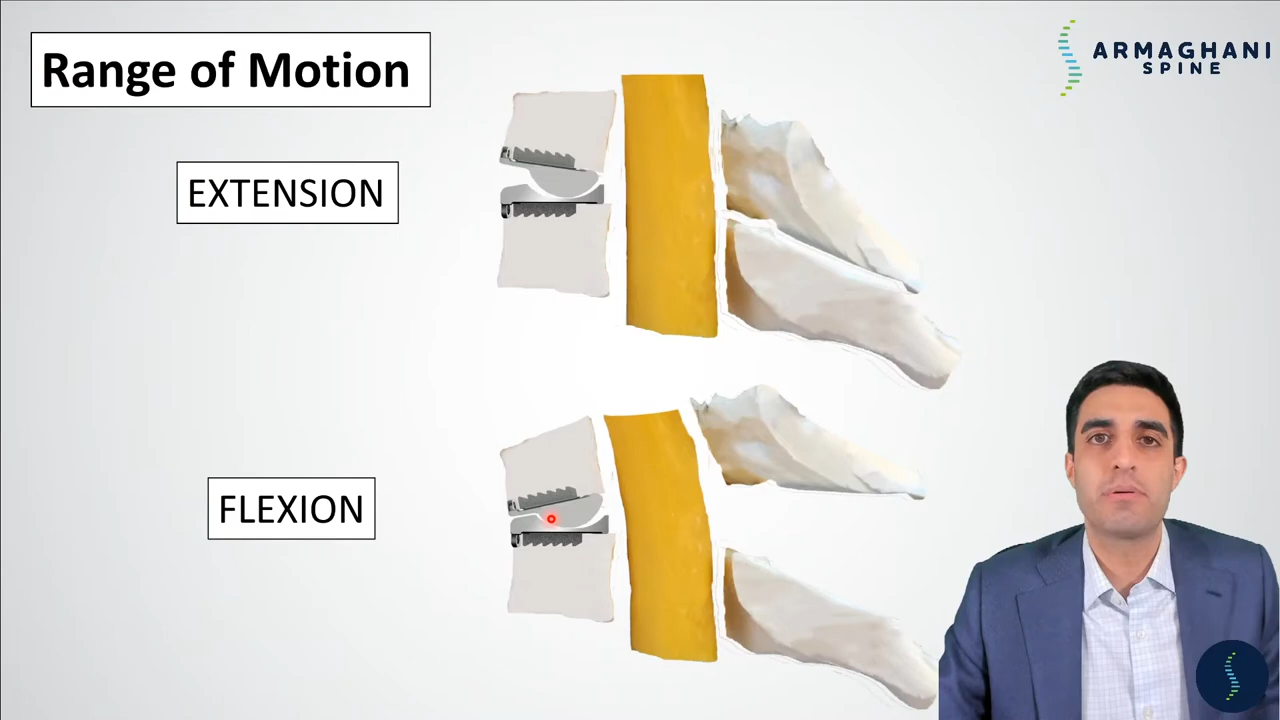 Range of Motion
ARMAGHANI
SPINE
EXTENSION
FLEXION